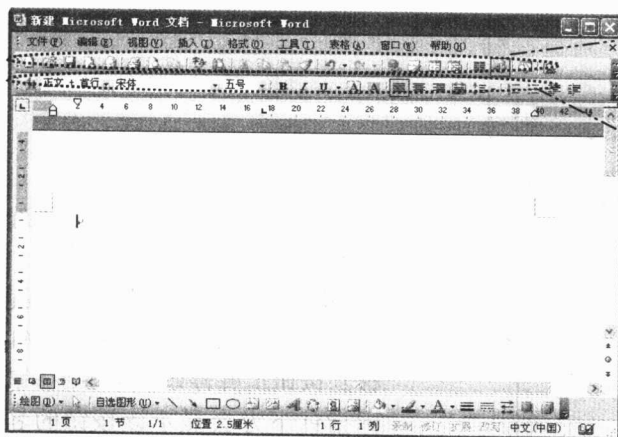 新建 Microsoft Word 文档 - Microsoft Word
文件(F) 编辑(E) 视图(V) 插入(I) 格式(O) 工具(T) 表格(A) 窗口(W) 帮助(H)
正文 + 首行 宋体 五号 B I U A A
2 4 6 8 10 12 14 16 18 20 22 24 26 28 30 32 34 36 38 40 42
绘图(D) 自选图形(U) A
1 页 1 节 1/1 位置 2.5厘米 1 行 1 列 录制 修订 扩展 改写 中文(中国)